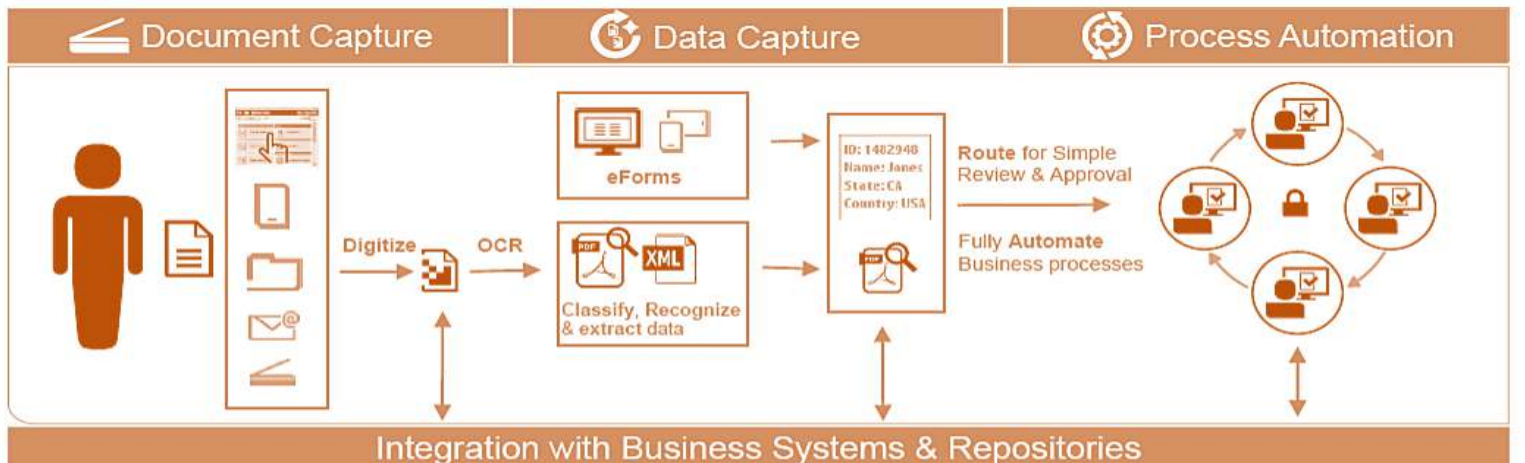 Document Capture
Data Capture
Process Automation
Digitize
OCR
eForms
PDF
XML
Classify, Recognize
& extract data
ID: 1482948
Name: Jones
State: CA
Country: USA
PDF
Route for Simple
Review & Approval
Fully Automate
Business processes
Integration with Business Systems & Repositories